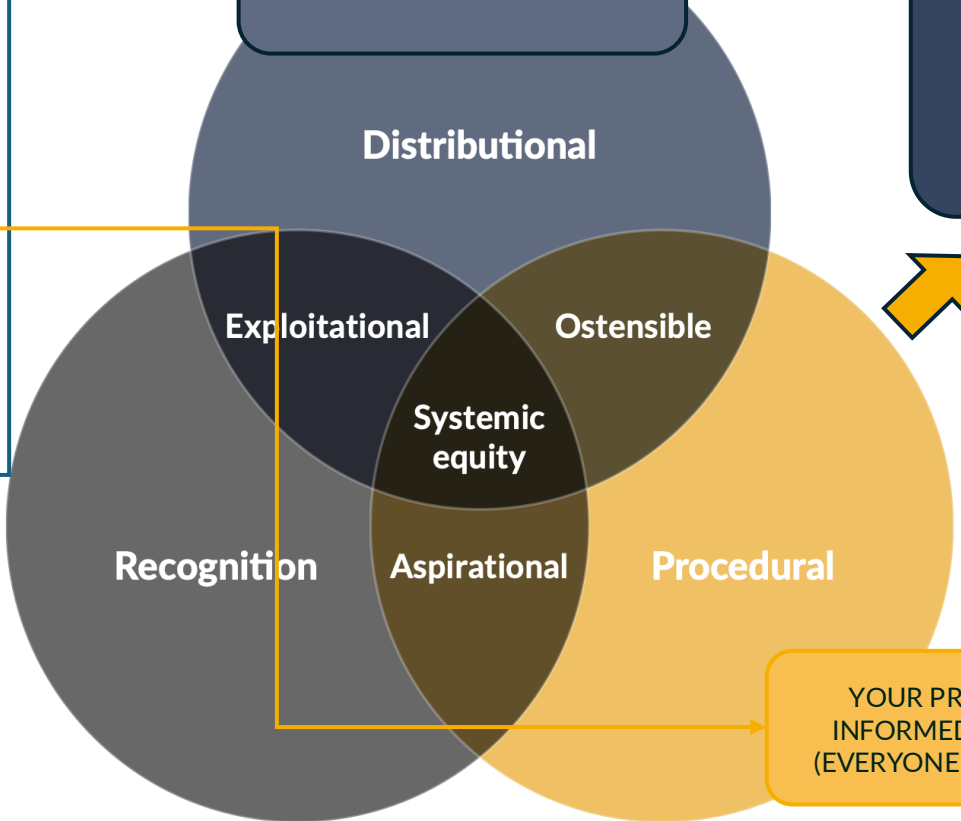 Distributional
Exploitational
Ostensible
Systemic
equity
Recognition
Aspirational
Procedural
YOUR PR
INFORMED
(EVERYONE